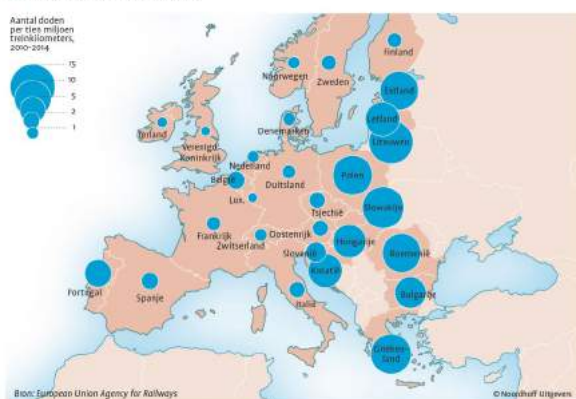 Aantal doden
per tien miljoen
treinkilometers,
2010-2014
15
10
5
2
1
Finland
Noorwegen
Zweden
Estland
Letland
Litouwen
Denemarken
Ierland
Verenigd
Koninkrijk
Nederland
België
Duitsland
Polen
Lux.
Tsjechië
Slowakije
Frankrijk
Oostenrijk
Zwitserland
Hongarije
Slovenië
Roemenië
Kroatië
Portugal
Spanje
Italië
Bulgarije
Grieken-
land
Bron: European Union Agency for Railways
© Noordhoff Uitgevers